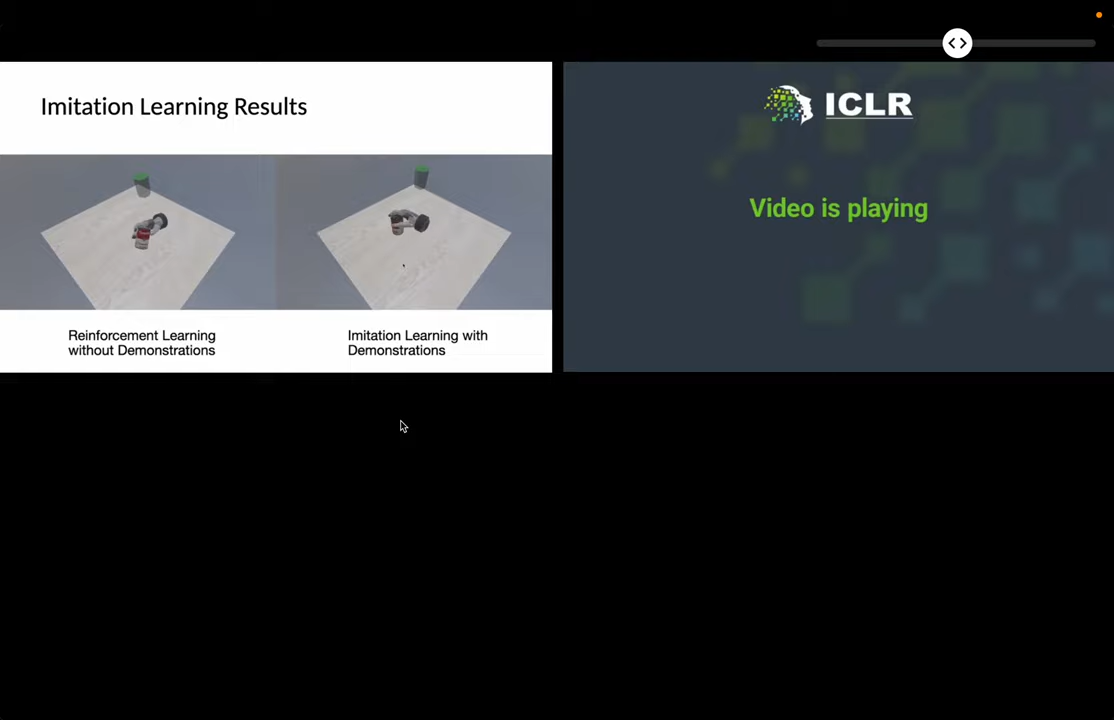 Imitation Learning Results
Reinforcement Learning
without Demonstrations
Imitation Learning with
Demonstrations
ICLR
Video is playing